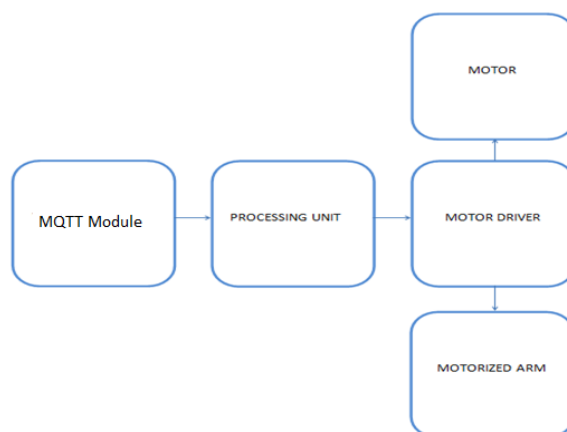 MOTOR
MQTT Module
PROCESSING UNIT
MOTOR DRIVER
MOTORIZED ARM